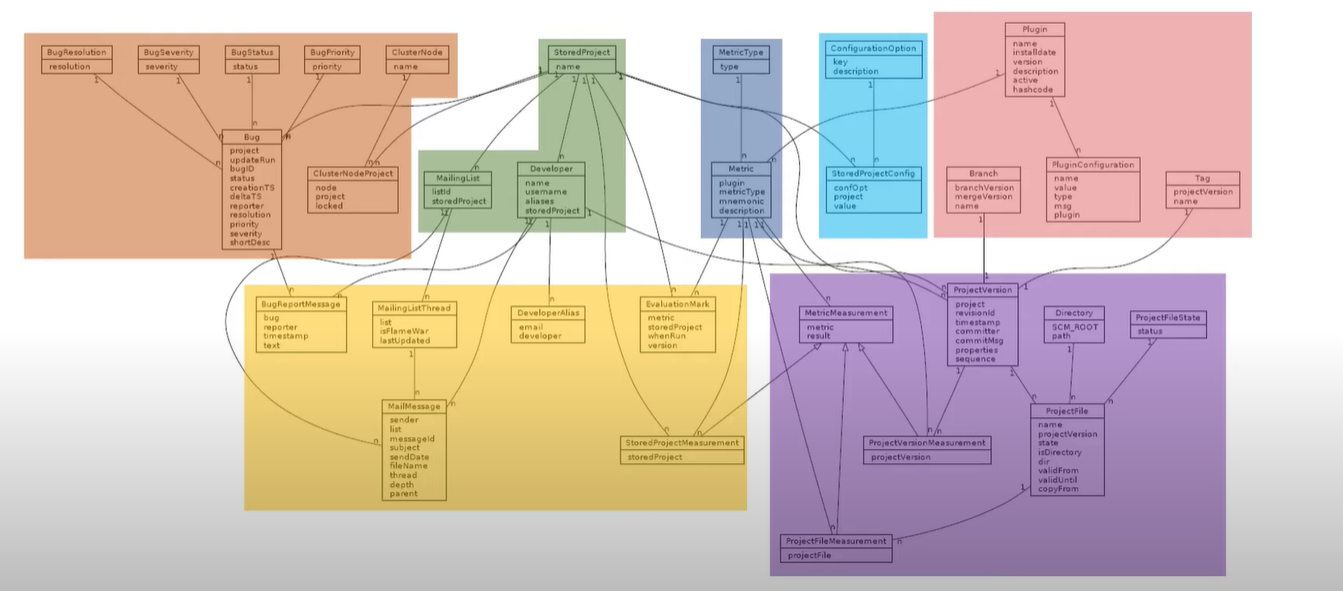 BugResolution
resolution
BugSeverity
severity
BugStatus
status
BugPriority
priority
ClusterNode
name
StoredProject
name
MetricType
type
ConfigurationOption
key
description
Plugin
name
installdate
version
description
active
hashcode
Bug
project
updateRun
bugID
status
creationTS
deltaTS
reporter
resolution
priority
severity
shortDesc
ClusterNodeProject
node
project
locked
MailingList
listId
storedProject
Developer
name
username
aliases
storedProject
Metric
plugin
metricType
mnemonic
description
StoredProjectConfig
confOpt
project
value
Branch
branchVersion
mergeVersion
name
PluginConfiguration
name
value
type
msg
plugin
Tag
projectVersion
name
BugReportMessage
bug
reporter
timestamp
text
MailingListThread
list
isFlameWar
lastUpdated
DeveloperAlias
email
developer
EvaluationMark
metric
storedProject
whenRun
version
MetricMeasurement
metric
result
ProjectVersion
project
revisionId
timestamp
committer
commitMsg
properties
sequence
Directory
SCM_ROOT
path
ProjectFileState
status
MailMessage
sender
list
messageId
subject
sendDate
fileName
thread
depth
parent
StoredProjectMeasurement
storedProject
ProjectVersionMeasurement
projectVersion
ProjectFile
name
projectVersion
state
isDirectory
dir
validFrom
validUntil
copyFrom
ProjectFileMeasurement
projectFile